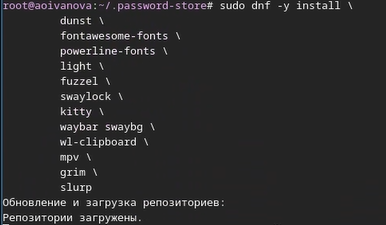 root@aoivanova:~/.password-store# sudo dnf -y install \
dunst \
fontawesome-fonts \
powerline-fonts \
light \
fuzzel \
swaylock \
kitty \
waybar swaybg \
wl-clipboard \
mpv \
grim \
slurp
Обновление и загрузка репозиториев:
Репозитории загружены.